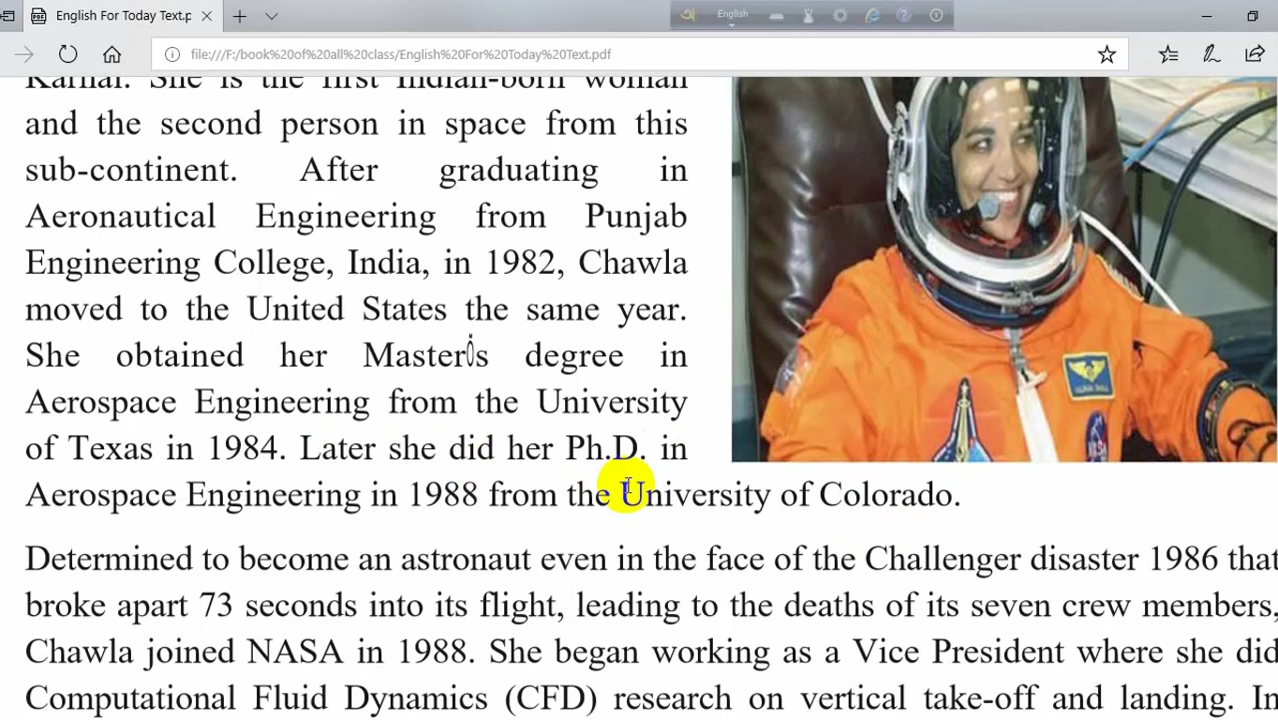 English For Today Text.p
English
file:///F:/book%20of%20all%20class/English%20For%20Today%20Text.pdf
Karnal. She is the first Indian-born woman
and the second person in space from this
sub-continent. After graduating in
Aeronautical Engineering from Punjab
Engineering College, India, in 1982, Chawla
moved to the United States the same year.
She obtained her Master٬s degree in
Aerospace Engineering from the University
of Texas in 1984. Later she did her Ph.D. in
Aerospace Engineering in 1988 from the University of Colorado.
Determined to become an astronaut even in the face of the Challenger disaster 1986 that
broke apart 73 seconds into its flight, leading to the deaths of its seven crew members,
Chawla joined NASA in 1988. She began working as a Vice President where she did
Computational Fluid Dynamics (CFD) research on vertical take-off and landing. In